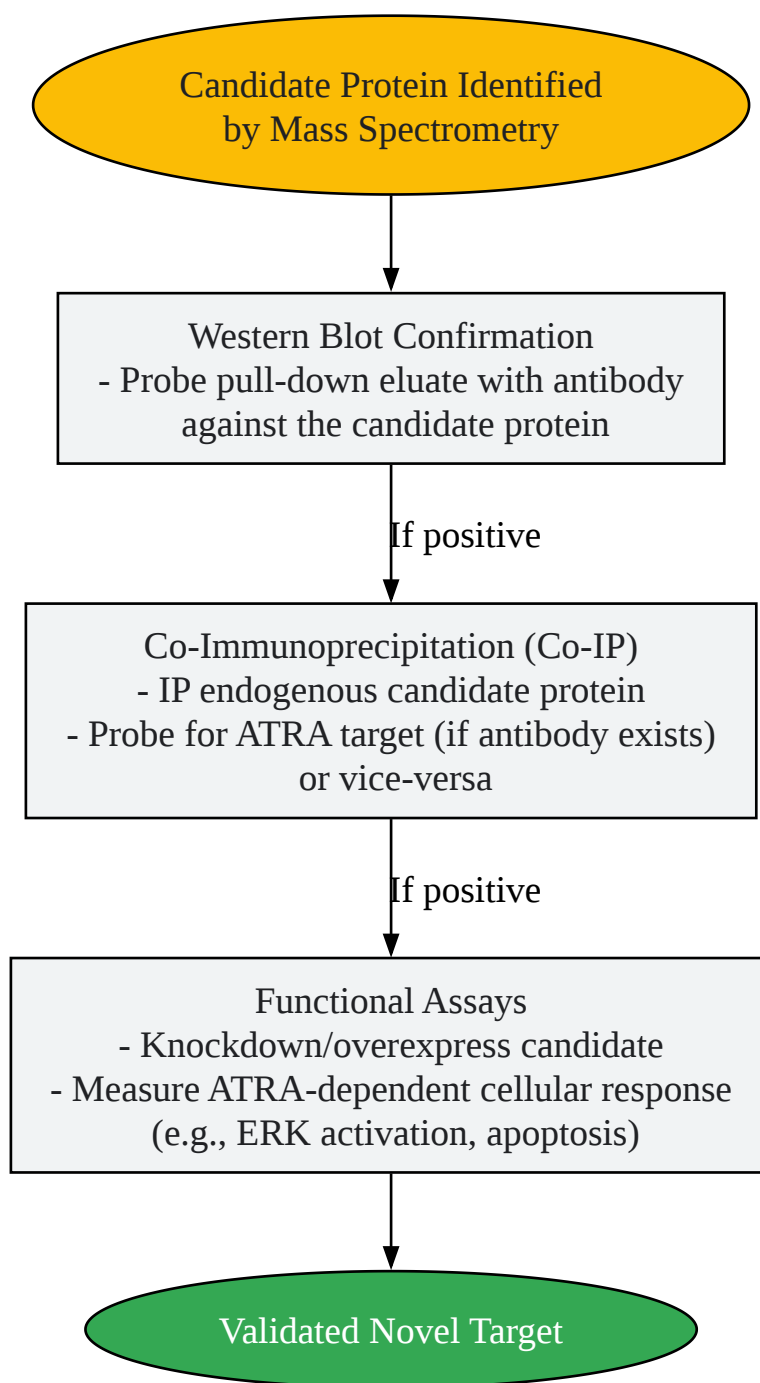 Candidate Protein Identified
by Mass Spectrometry
Western Blot Confirmation
- Probe pull-down eluate with antibody
against the candidate protein
If positive
Co-Immunoprecipitation (Co-IP)
- IP endogenous candidate protein
- Probe for ATRA target (if antibody exists)
or vice-versa
If positive
Functional Assays
- Knockdown/overexpress candidate
- Measure ATRA-dependent cellular response
(e.g., ERK activation, apoptosis)
Validated Novel Target